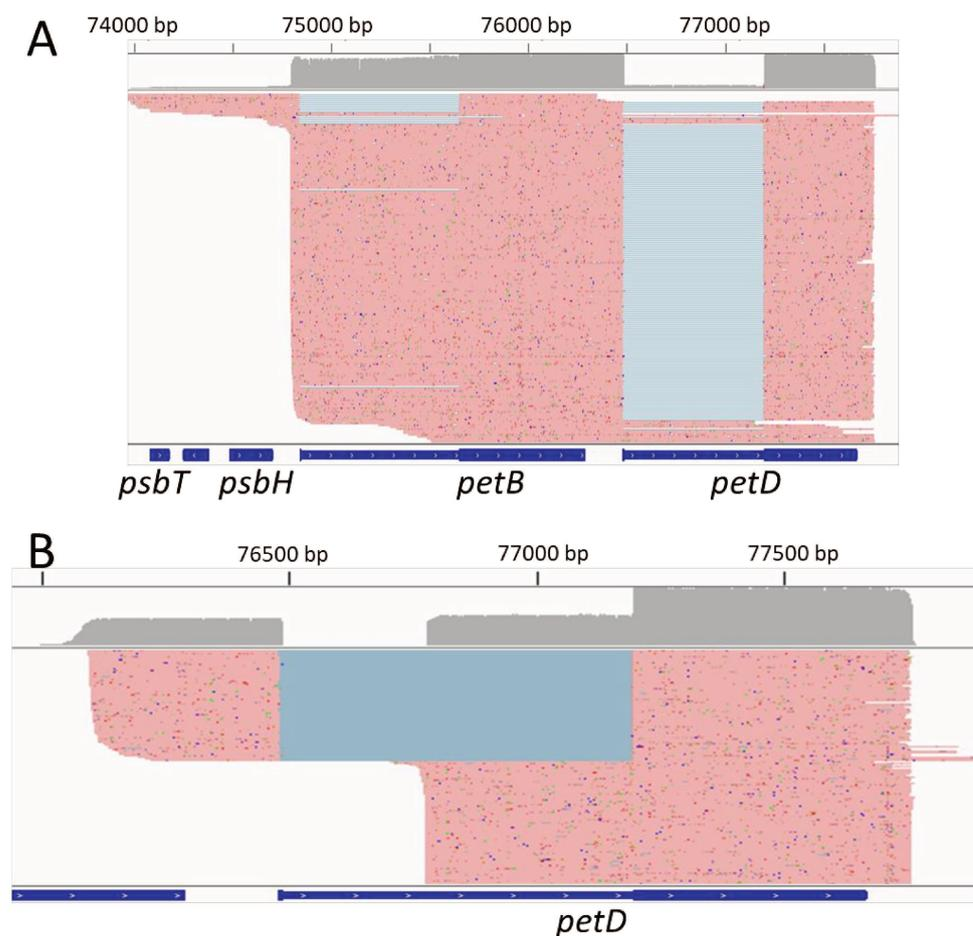 A
74000 bp 75000 bp 76000 bp 77000 bp
psbT psbH petB petD
B
76500 bp 77000 bp 77500 bp
petD